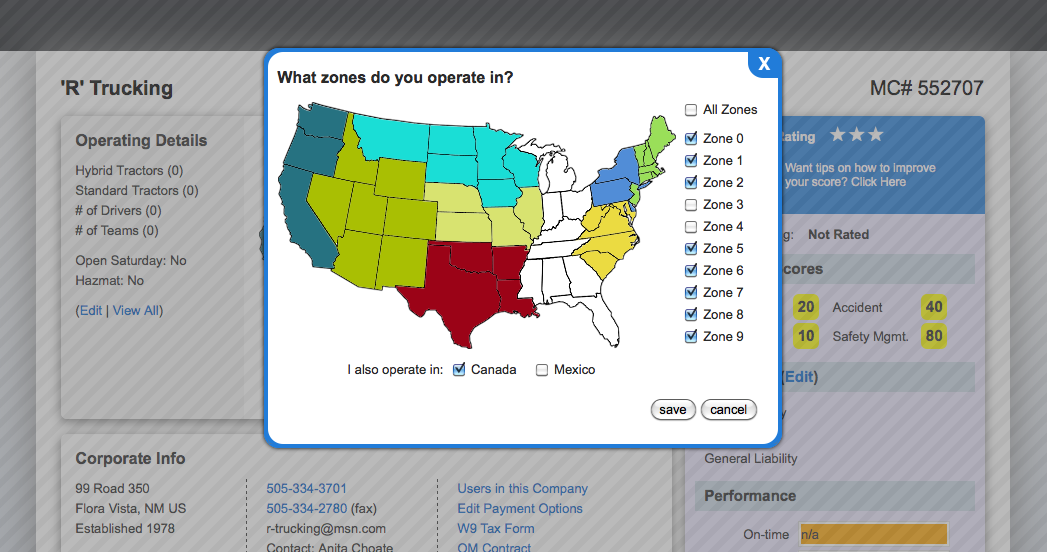 'R' Trucking
MC# 552707
Operating Details
Hybrid Tractors (0)
Standard Tractors (0)
# of Drivers (0)
# of Teams (0)
Open Saturday: No
Hazmat: No
(Edit | View All)
What zones do you operate in?
X
All Zones
Zone 0
Zone 1
Zone 2
Zone 3
Zone 4
Zone 5
Zone 6
Zone 7
Zone 8
Zone 9
I also operate in: Canada Mexico
save cancel
Want tips on how to improve
your score? Click Here
Not Rated
20 Accident 40
10 Safety Mgmt. 80
(Edit)
General Liability
Performance
On-time n/a
Corporate Info
99 Road 350
Flora Vista, NM US
Established 1978
505-334-3701
505-334-2780 (fax)
r-trucking@msn.com
Contact: Anita Choate
Users in this Company
Edit Payment Options
W9 Tax Form
OM Contract